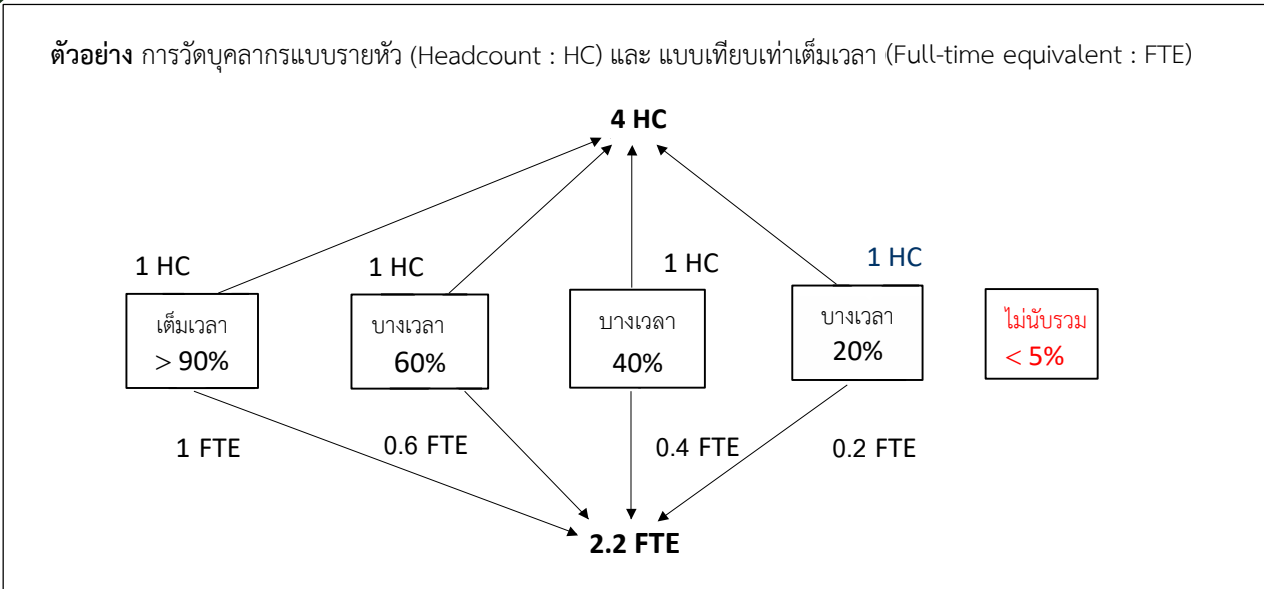 ตัวอย่าง การวัดบุคลากรแบบรายหัว (Headcount : HC) และ แบบเทียบเท่าเต็มเวลา (Full-time equivalent : FTE)
4 HC
1 HC
1 HC
1 HC
1 HC
เต็มเวลา
> 90%
บางเวลา
60%
บางเวลา
40%
บางเวลา
20%
ไม่นับรวม
< 5%
1 FTE
0.6 FTE
0.4 FTE
0.2 FTE
2.2 FTE